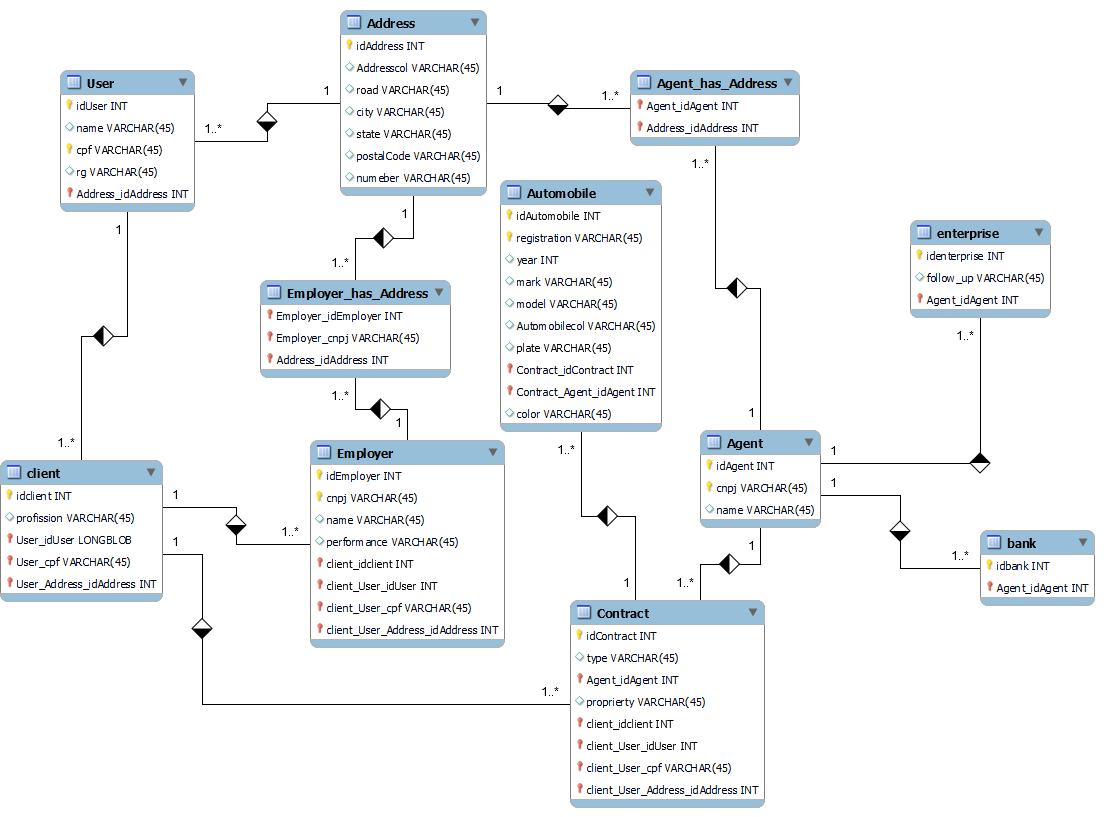 Address
idAddress INT
Addresscol VARCHAR(45)
road VARCHAR(45)
city VARCHAR(45)
state VARCHAR(45)
postalCode VARCHAR(45)
numeber VARCHAR(45)
User
idUser INT
name VARCHAR(45)
cpf VARCHAR(45)
rg VARCHAR(45)
Address_idAddress INT
1
1..*
1
1..*
Agent_has_Address
Agent_idAgent INT
Address_idAddress INT
1..*
1
1
1..*
Automobile
idAutomobile INT
registration VARCHAR(45)
year INT
mark VARCHAR(45)
model VARCHAR(45)
Automobilecol VARCHAR(45)
plate VARCHAR(45)
Contract_idContract INT
Contract_Agent_idAgent INT
color VARCHAR(45)
enterprise
identerprise INT
follow_up VARCHAR(45)
Agent_idAgent INT
1..*
Employer_has_Address
Employer_idEmployer INT
Employer_cnpj VARCHAR(45)
Address_idAddress INT
1..*
1
1..*
1
1..*
client
idclient INT
profission VARCHAR(45)
User_idUser LONGBLOB
User_cpf VARCHAR(45)
User_Address_idAddress INT
1
1..*
1
Employer
idEmployer INT
cnpj VARCHAR(45)
name VARCHAR(45)
performance VARCHAR(45)
client_idclient INT
client_User_idUser INT
client_User_cpf VARCHAR(45)
client_User_Address_idAddress INT
Agent
idAgent INT
cnpj VARCHAR(45)
name VARCHAR(45)
1
1
1
1..*
1..*
bank
idbank INT
Agent_idAgent INT
1
1..*
Contract
idContract INT
type VARCHAR(45)
Agent_idAgent INT
proprierty VARCHAR(45)
client_idclient INT
client_User_idUser INT
client_User_cpf VARCHAR(45)
client_User_Address_idAddress INT